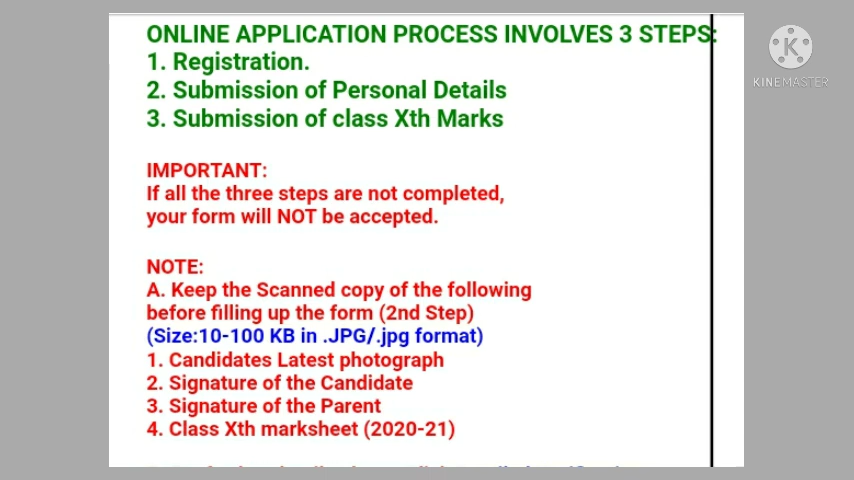 ONLINE APPLICATION PROCESS INVOLVES 3 STEPS:
1. Registration.
2. Submission of Personal Details
3. Submission of class Xth Marks
IMPORTANT:
If all the three steps are not completed,
your form will NOT be accepted.
NOTE:
A. Keep the Scanned copy of the following
before filling up the form (2nd Step)
(Size:10-100 KB in .JPG/.jpg format)
1. Candidates Latest photograph
2. Signature of the Candidate
3. Signature of the Parent
4. Class Xth marksheet (2020-21)
K
KINEMASTER